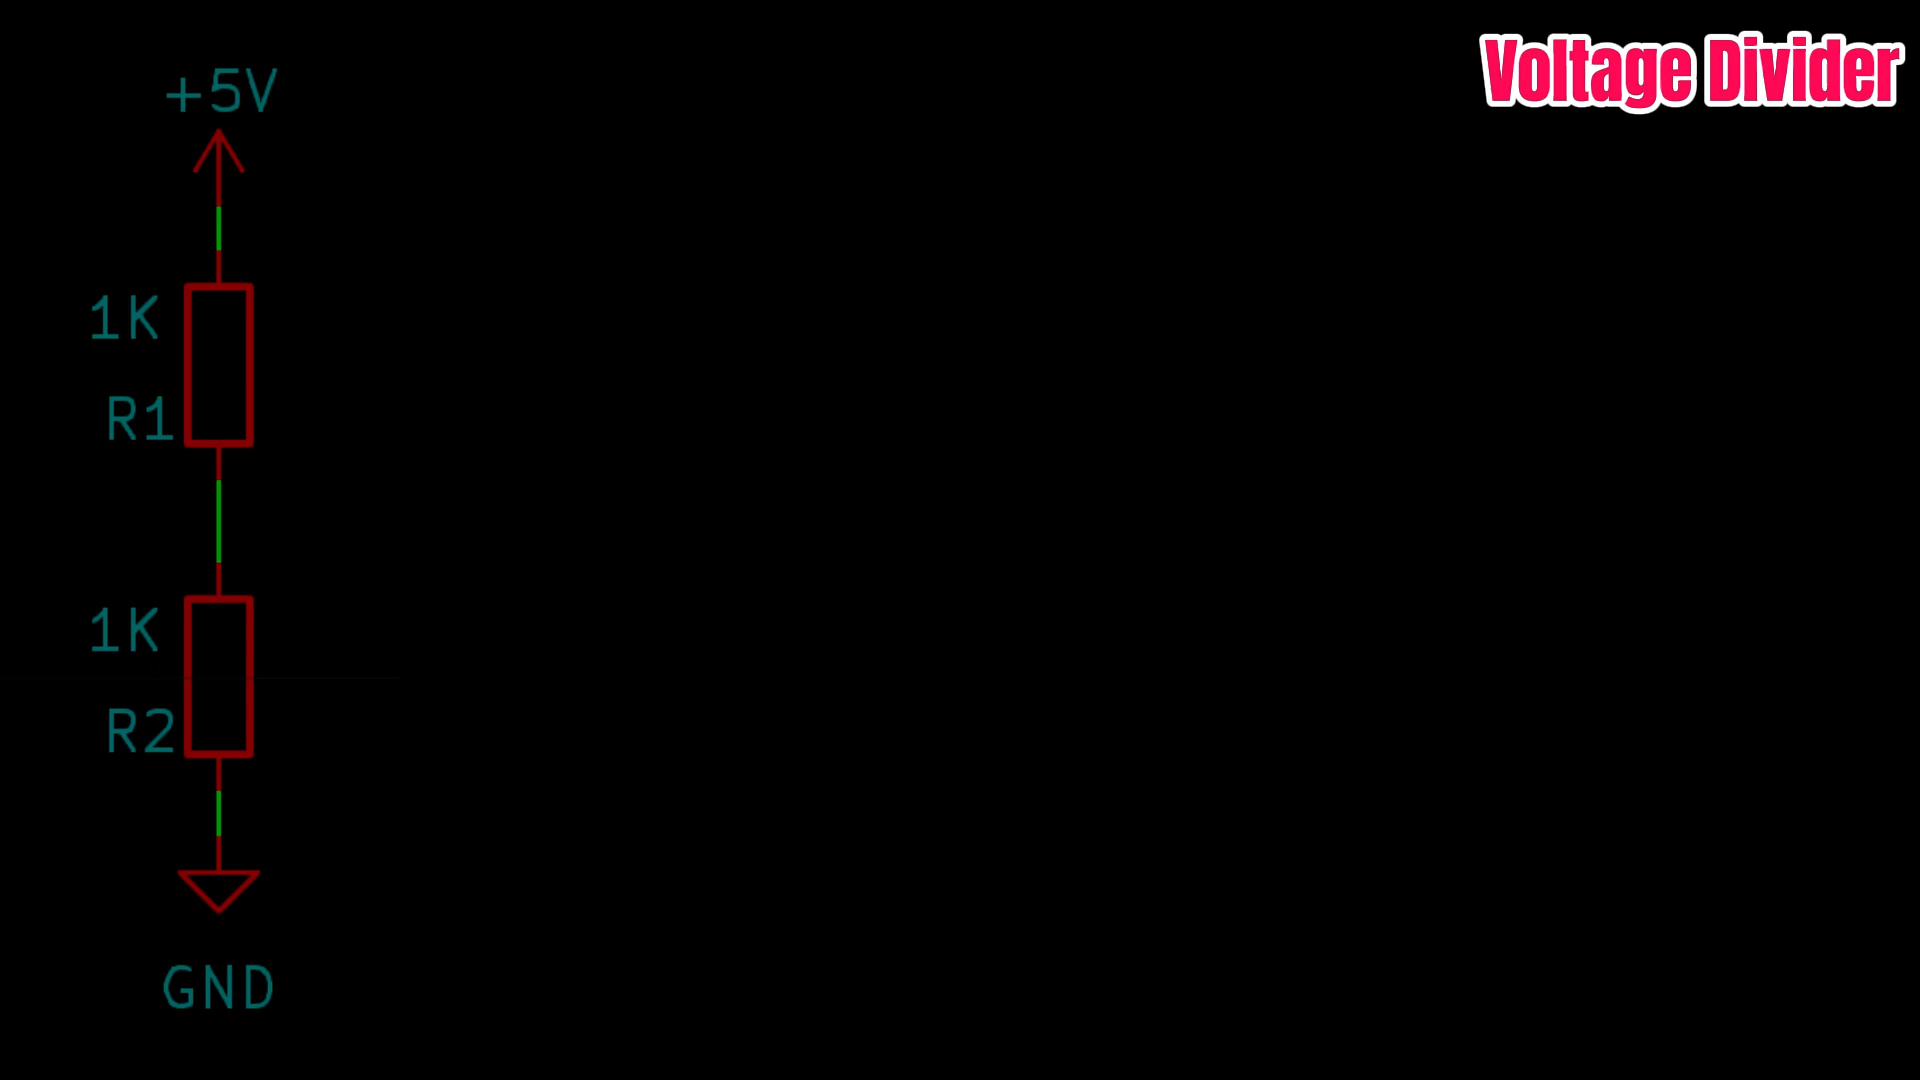 Voltage Divider
+5V
1K
R1
1K
R2
GND